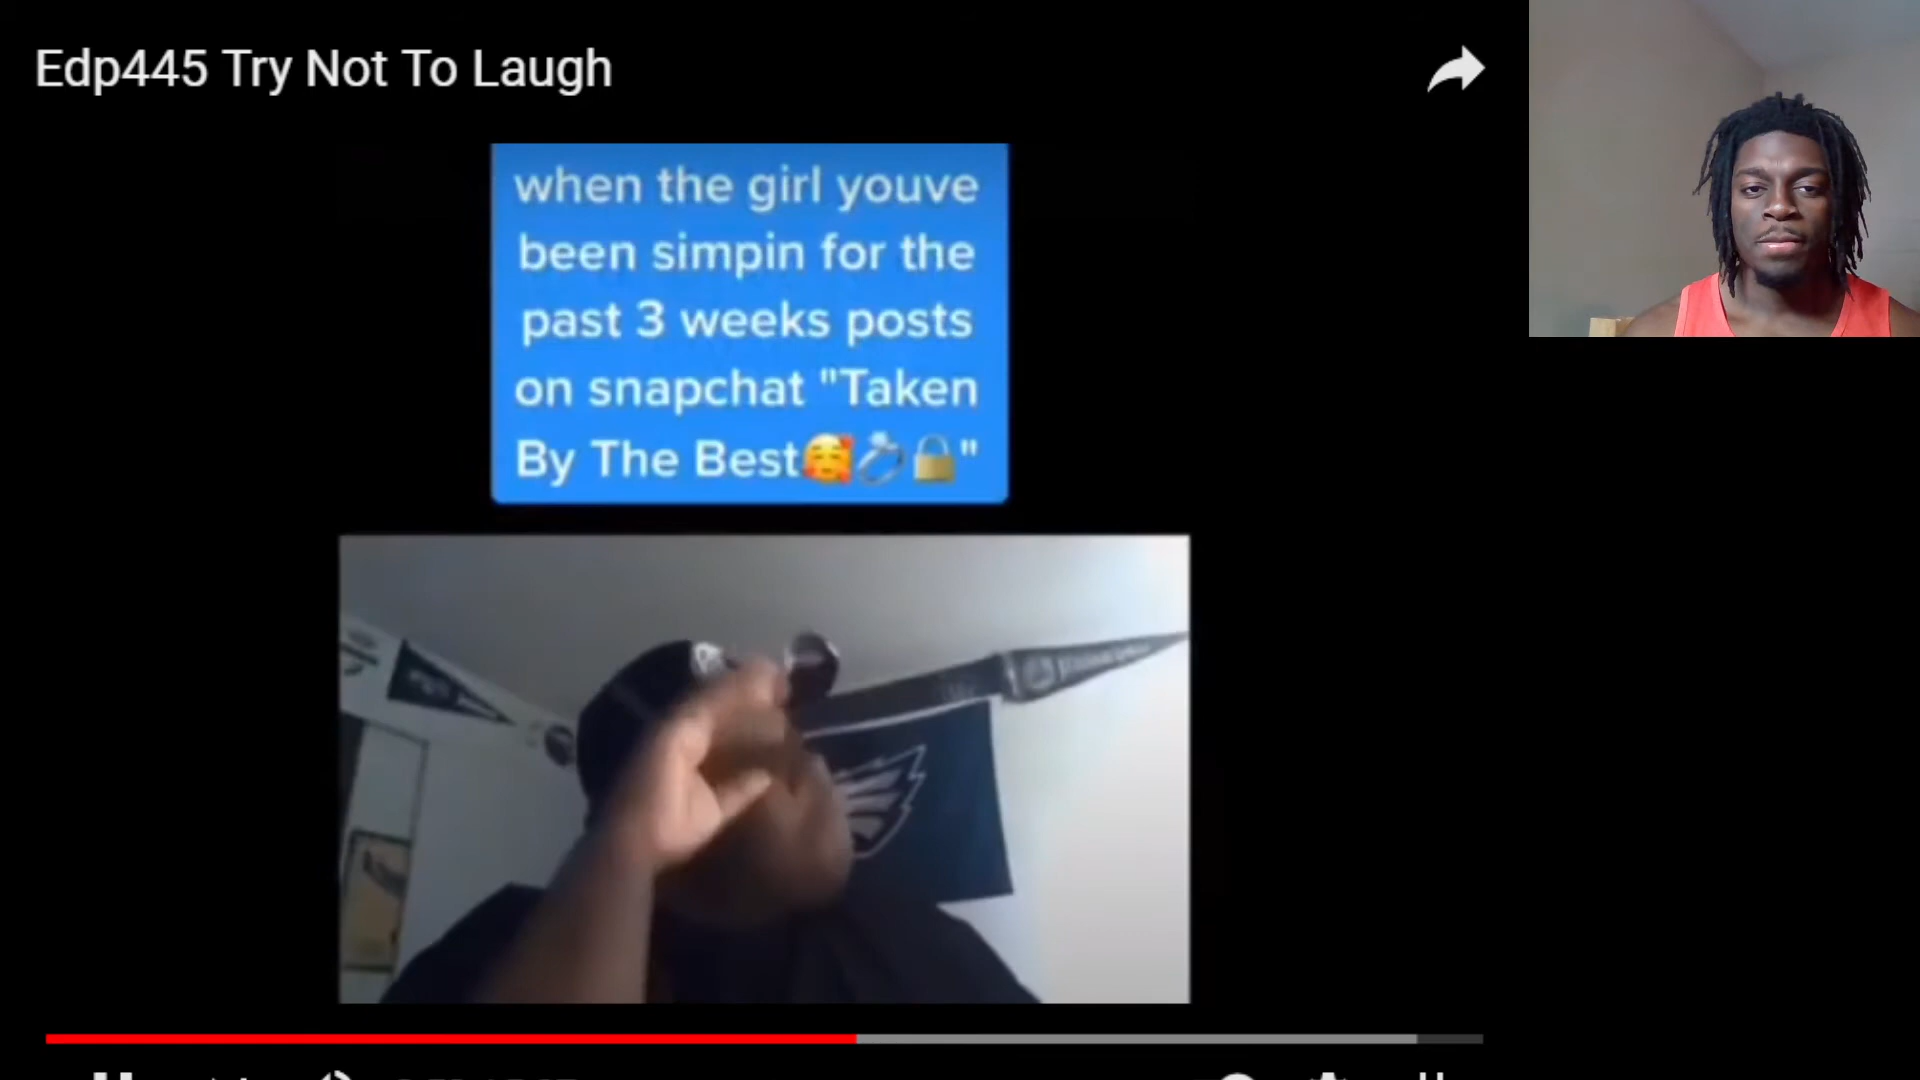 Edp445 Try Not To Laugh
when the girl youve
been simpin for the
past 3 weeks posts
on snapchat "Taken
By The Best🥰💍🔒"